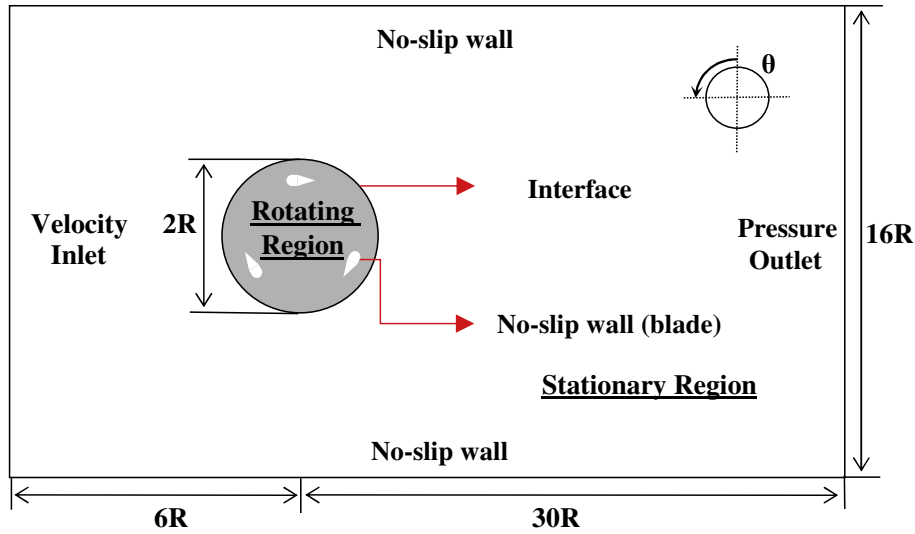 No-slip wall
θ
Interface
Rotating
Region
2R
Velocity
Inlet
Pressure
Outlet
16R
No-slip wall (blade)
Stationary Region
No-slip wall
6R
30R